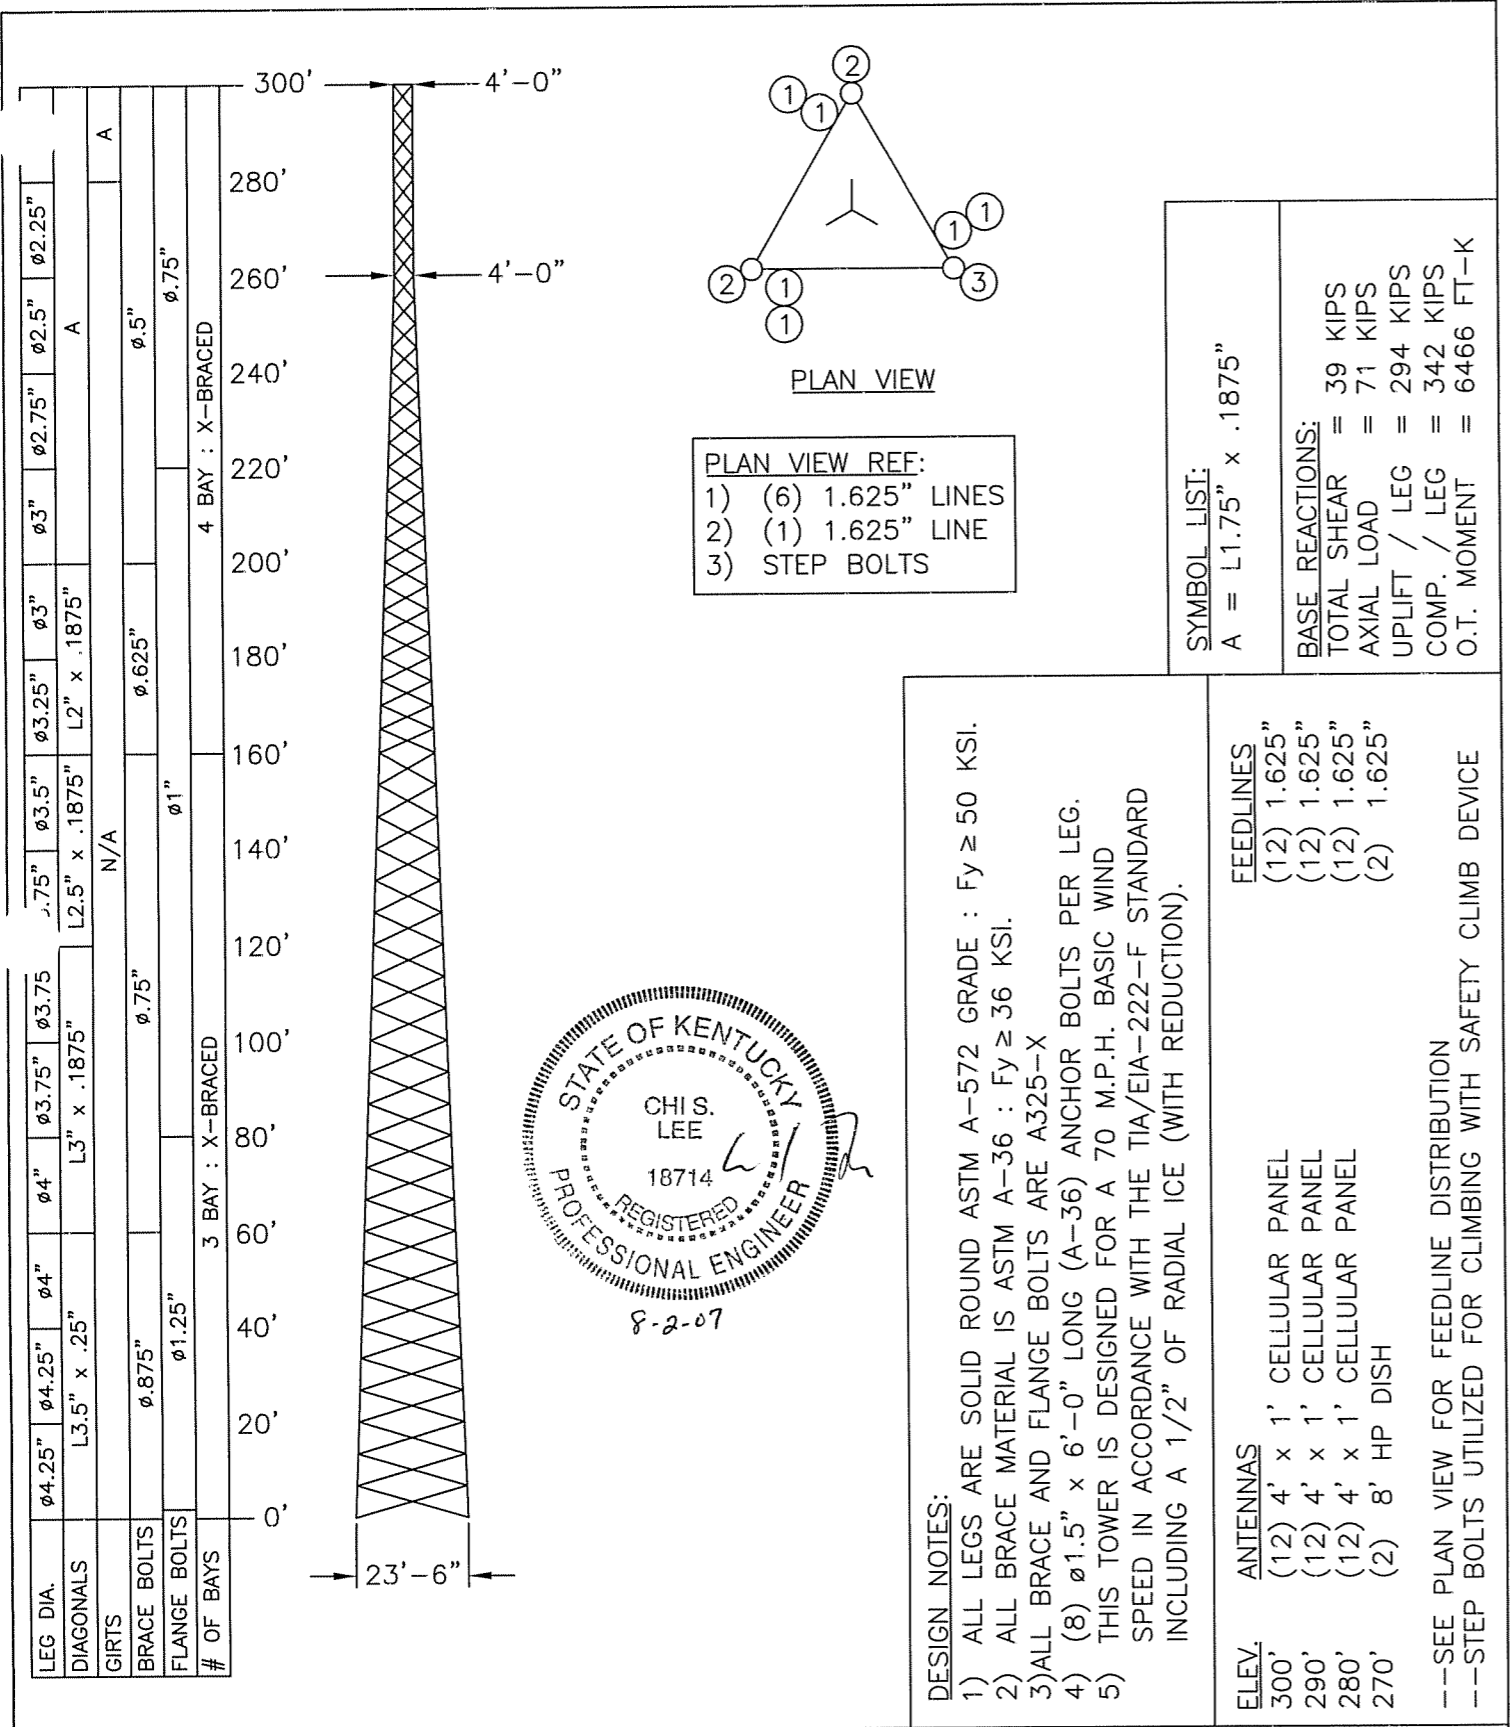 300'
4'-0"
280'
260'
4'-0"
240'
220'
200'
180'
160'
140'
120'
100'
80'
60'
40'
20'
0'
23'-6"
LEG DIA. ø4.25" ø4.25" ø4" ø4" ø3.75" ø3.75 .75" ø3.5" ø3.25" ø3" ø3" ø2.75" ø2.5" ø2.25"
DIAGONALS L3.5" x .25" L3" x .1875" L2.5" x .1875" L2" x .1875" A
GIRTS N/A A
BRACE BOLTS ø.875" ø.75" ø.625" ø.5"
FLANGE BOLTS ø1.25" ø1" ø.75"
# OF BAYS 3 BAY : X-BRACED 4 BAY : X-BRACED
2
1
1
1
1
2
1
1
3
PLAN VIEW
PLAN VIEW REF:
1) (6) 1.625" LINES
2) (1) 1.625" LINE
3) STEP BOLTS
STATE OF KENTUCKY
CHI S.
LEE
18714
REGISTERED
PROFESSIONAL ENGINEER
8-2-07
SYMBOL LIST:
A = L1.75" x .1875"
BASE REACTIONS:
TOTAL SHEAR = 39 KIPS
AXIAL LOAD = 71 KIPS
UPLIFT / LEG = 294 KIPS
COMP. / LEG = 342 KIPS
O.T. MOMENT = 6466 FT-K
DESIGN NOTES:
1) ALL LEGS ARE SOLID ROUND ASTM A-572 GRADE : Fy ≥ 50 KSI.
2) ALL BRACE MATERIAL IS ASTM A-36 : Fy ≥ 36 KSI.
3)ALL BRACE AND FLANGE BOLTS ARE A325-X
4) (8) ø1.5" x 6'-0" LONG (A-36) ANCHOR BOLTS PER LEG.
5) THIS TOWER IS DESIGNED FOR A 70 M.P.H. BASIC WIND
SPEED IN ACCORDANCE WITH THE TIA/EIA-222-F STANDARD
INCLUDING A 1/2" OF RADIAL ICE (WITH REDUCTION).
ELEV. ANTENNAS FEEDLINES
300' (12) 4' x 1' CELLULAR PANEL (12) 1.625"
290' (12) 4' x 1' CELLULAR PANEL (12) 1.625"
280' (12) 4' x 1' CELLULAR PANEL (12) 1.625"
270' (2) 8' HP DISH (2) 1.625"
--SEE PLAN VIEW FOR FEEDLINE DISTRIBUTION
--STEP BOLTS UTILIZED FOR CLIMBING WITH SAFETY CLIMB DEVICE